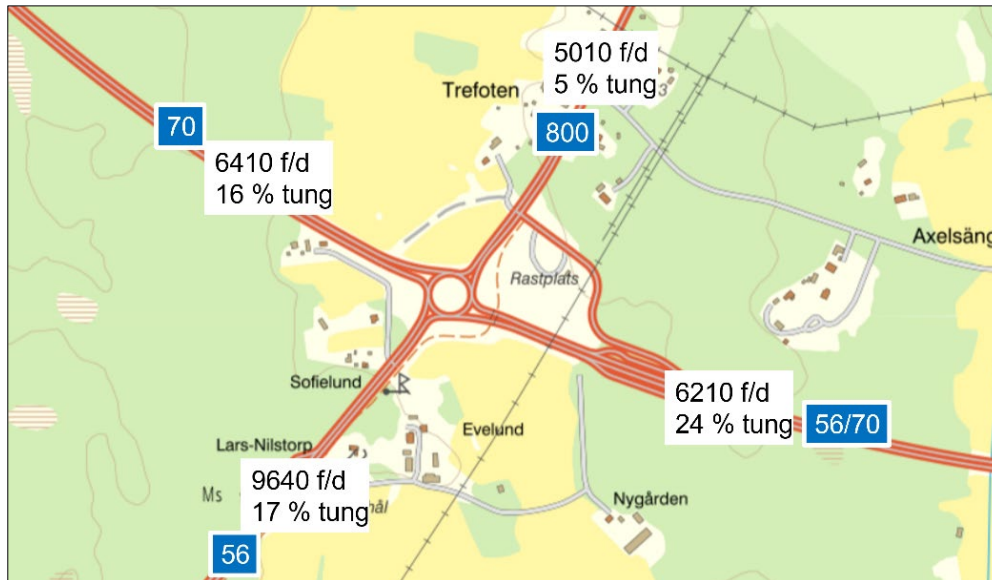 5010 f/d
5 % tung
Trefoten
3
800
70
6410 f/d
16 % tung
Axelsäng
Rastplats
Sofielund
6210 f/d
24 % tung
56/70
Evelund
Lars-Nilstorp
9640 f/d
17 % tung
Ms
Nygården
56